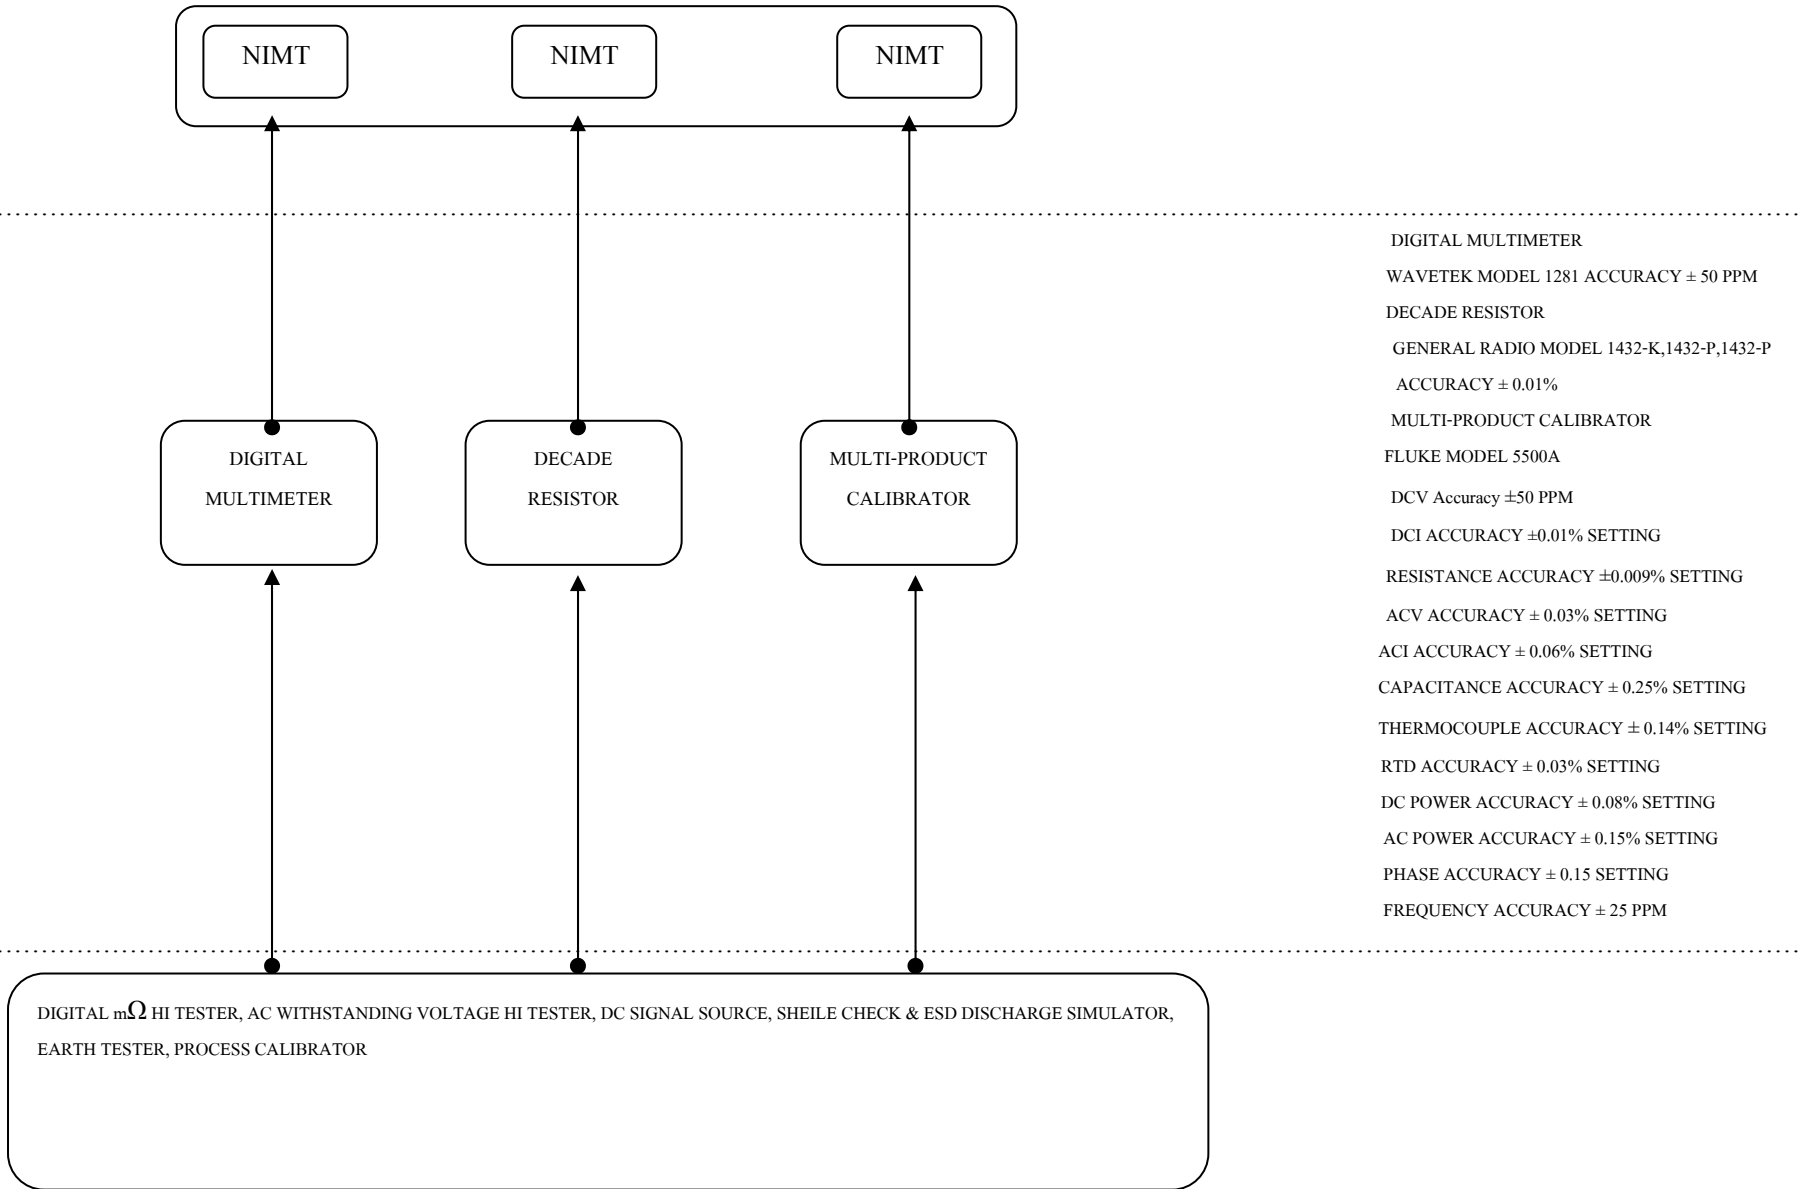 NIMT
NIMT
NIMT
DIGITAL
MULTIMETER
DECADE
RESISTOR
MULTI-PRODUCT
CALIBRATOR
DIGITAL MULTIMETER
WAVETEK MODEL 1281 ACCURACY ± 50 PPM
DECADE RESISTOR
GENERAL RADIO MODEL 1432-K,1432-P,1432-P
ACCURACY ± 0.01%
MULTI-PRODUCT CALIBRATOR
FLUKE MODEL 5500A
DCV Accuracy ±50 PPM
DCI ACCURACY ±0.01% SETTING
RESISTANCE ACCURACY ±0.009% SETTING
ACV ACCURACY ± 0.03% SETTING
ACI ACCURACY ± 0.06% SETTING
CAPACITANCE ACCURACY ± 0.25% SETTING
THERMOCOUPLE ACCURACY ± 0.14% SETTING
RTD ACCURACY ± 0.03% SETTING
DC POWER ACCURACY ± 0.08% SETTING
AC POWER ACCURACY ± 0.15% SETTING
PHASE ACCURACY ± 0.15 SETTING
FREQUENCY ACCURACY ± 25 PPM
DIGITAL mΩ HI TESTER, AC WITHSTANDING VOLTAGE HI TESTER, DC SIGNAL SOURCE, SHEILE CHECK & ESD DISCHARGE SIMULATOR,
EARTH TESTER, PROCESS CALIBRATOR